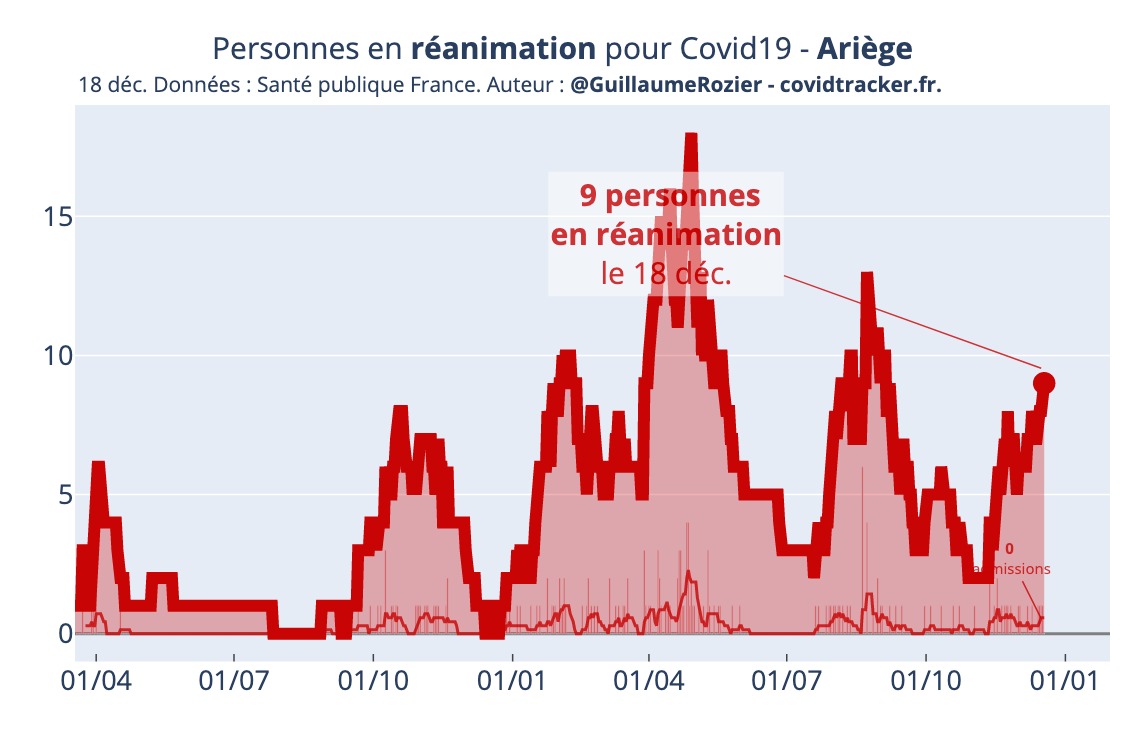 Personnes en réanimation pour Covid19 - Ariège
18 déc. Données : Santé publique France. Auteur : @GuillaumeRozier - covidtracker.fr.
9 personnes
en réanimation
le 18 déc.
15
10
5
0
0
admissions
01/04 01/07 01/10 01/01 01/04 01/07 01/10 01/01